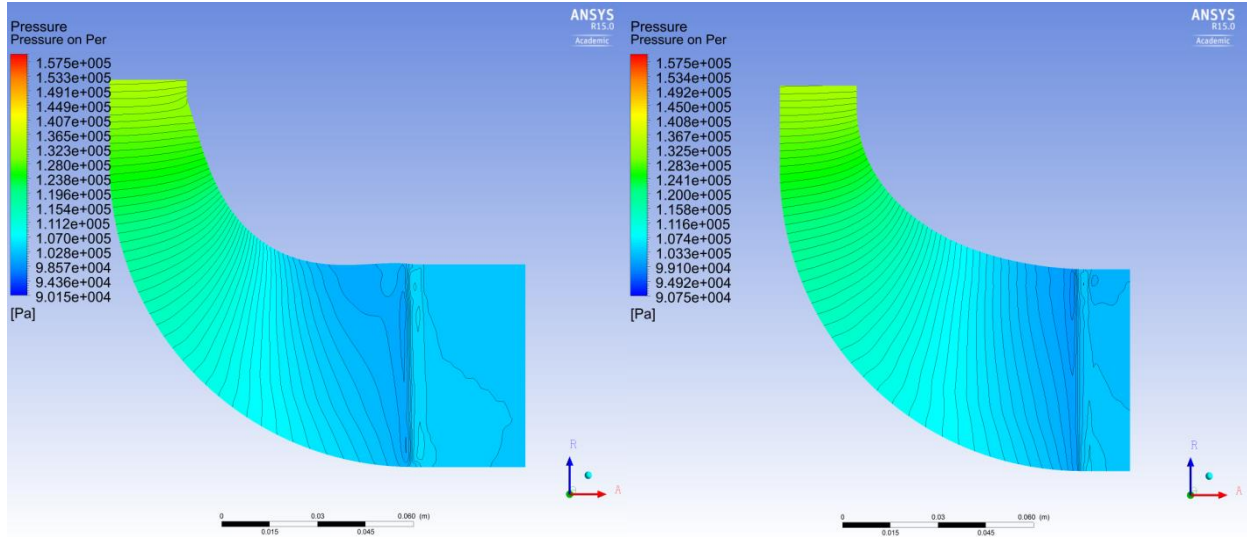 ANSYS
R15.0
Academic
Pressure
Pressure on Per
1.575e+005
1.533e+005
1.491e+005
1.449e+005
1.407e+005
1.365e+005
1.323e+005
1.280e+005
1.238e+005
1.196e+005
1.154e+005
1.112e+005
1.070e+005
1.028e+005
9.857e+004
9.436e+004
9.015e+004
[Pa]
R
A
0 0.03 0.060 (m)
0.015 0.045
ANSYS
R15.0
Academic
Pressure
Pressure on Per
1.575e+005
1.534e+005
1.492e+005
1.450e+005
1.408e+005
1.367e+005
1.325e+005
1.283e+005
1.241e+005
1.200e+005
1.158e+005
1.116e+005
1.074e+005
1.033e+005
9.910e+004
9.492e+004
9.075e+004
[Pa]
R
A
0 0.03 0.060 (m)
0.015 0.045